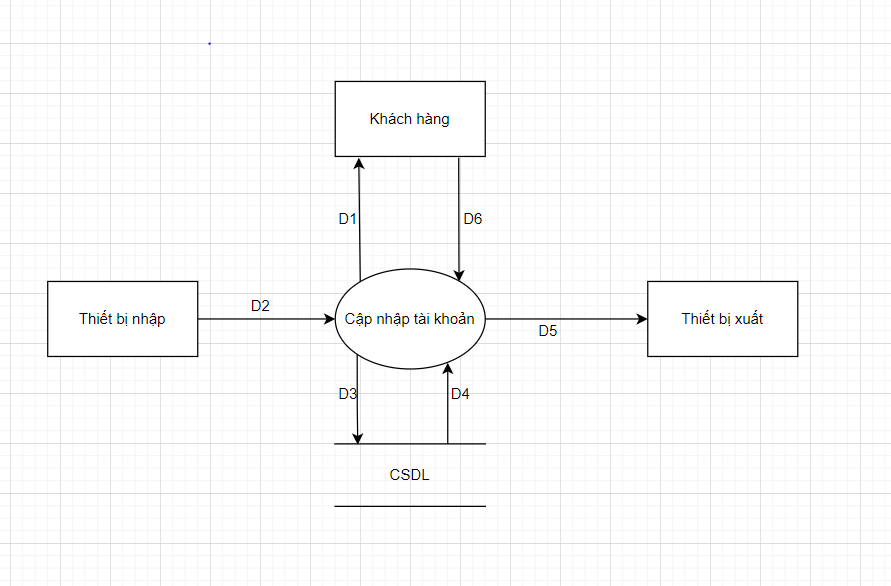 Khách hàng
D1
D6
Thiết bị nhập
D2
Cập nhập tài khoản
D5
Thiết bị xuất
D3
D4
CSDL